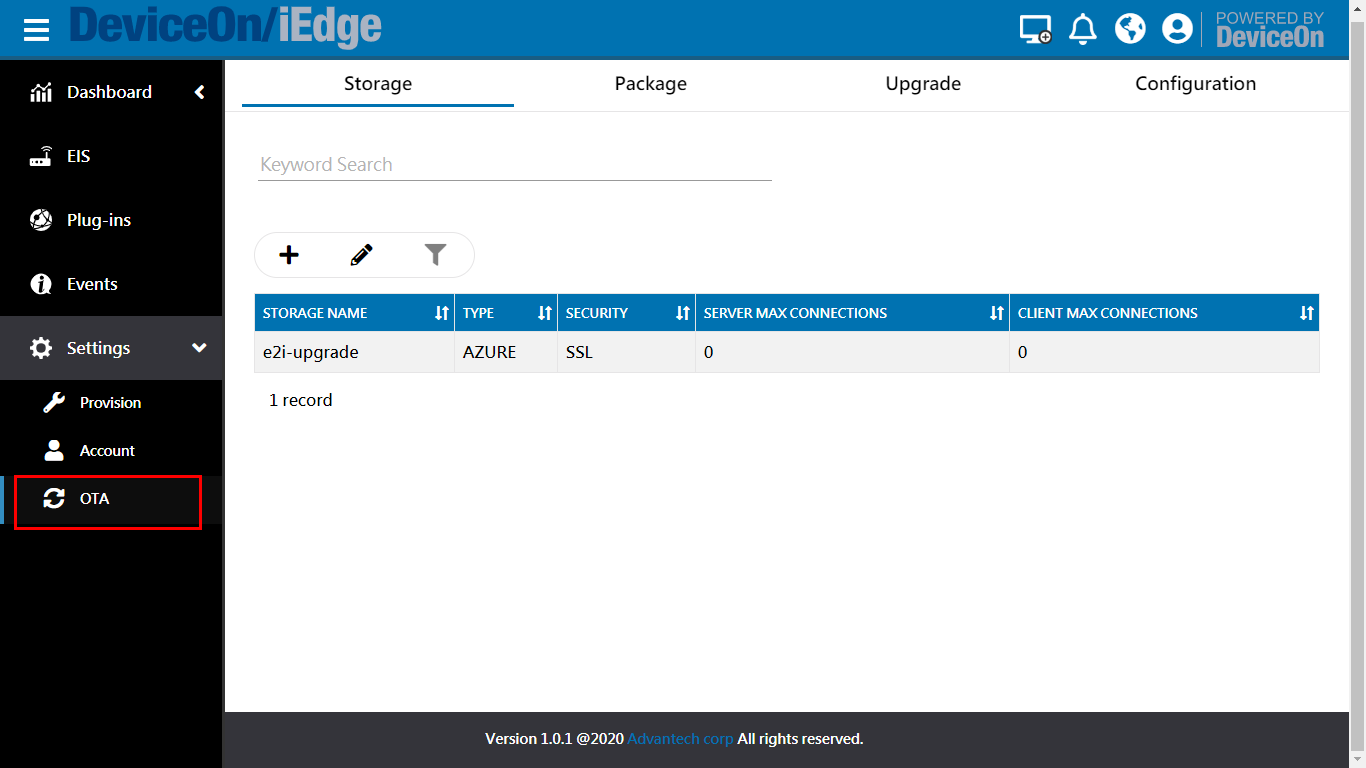 DeviceOn/iEdge
POWERED BY
DeviceOn
Dashboard
EIS
Plug-ins
Events
Settings
Provision
Account
OTA
Storage Package Upgrade Configuration
Keyword Search
STORAGE NAME TYPE SECURITY SERVER MAX CONNECTIONS CLIENT MAX CONNECTIONS
e2i-upgrade AZURE SSL 0 0
1 record
Version 1.0.1 @2020 Advantech corp All rights reserved.